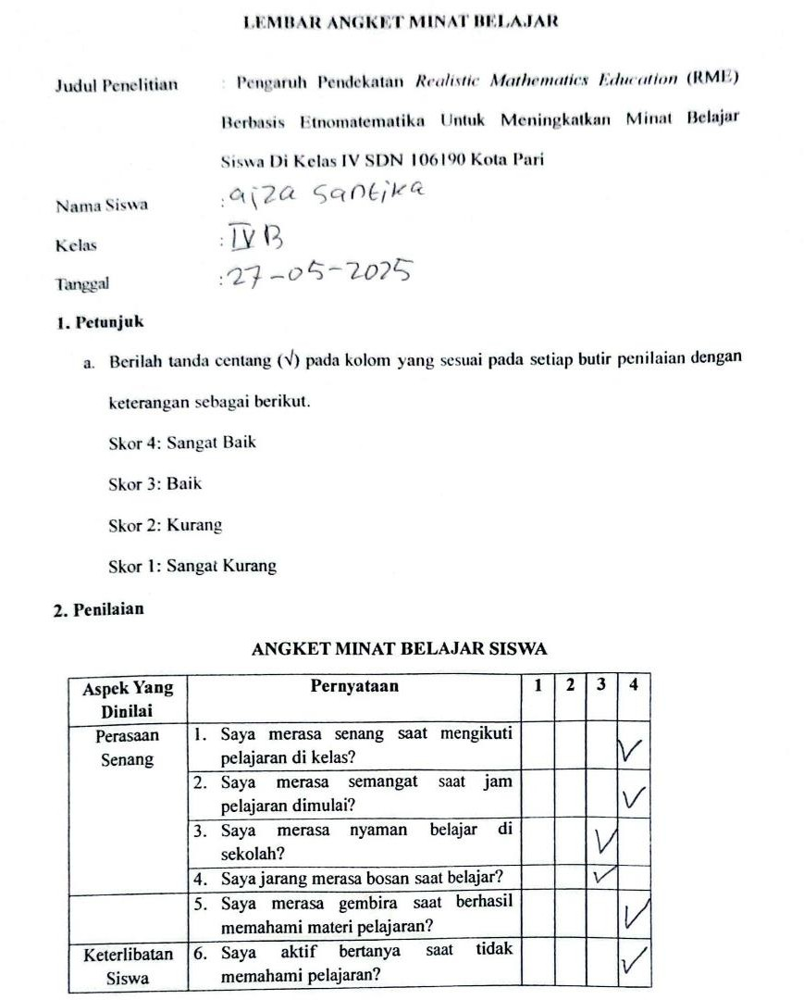 LEMBAR ANGKET MINAT BELAJAR
Judul Penelitian : Pengaruh Pendekatan Realistic Mathematics Education (RME)
Berbasis Etnomatematika Untuk Meningkatkan Minat Belajar
Siswa Di Kelas IV SDN 106190 Kota Pari
Nama Siswa : aiza santika
Kelas : IV B
Tanggal : 27-05-2025
1. Petunjuk
a. Berilah tanda centang (√) pada kolom yang sesuai pada setiap butir penilaian dengan
keterangan sebagai berikut.
Skor 4: Sangat Baik
Skor 3: Baik
Skor 2: Kurang
Skor 1: Sangat Kurang
2. Penilaian
ANGKET MINAT BELAJAR SISWA
Aspek Yang Dinilai Pernyataan 1 2 3 4
Perasaan Senang
1. Saya merasa senang saat mengikuti
pelajaran di kelas? ✓
2. Saya merasa semangat saat jam
pelajaran dimulai? ✓
3. Saya merasa nyaman belajar di
sekolah? ✓
4. Saya jarang merasa bosan saat belajar? ✓
5. Saya merasa gembira saat berhasil
memahami materi pelajaran? ✓
Keterlibatan Siswa
6. Saya aktif bertanya saat tidak
memahami pelajaran? ✓